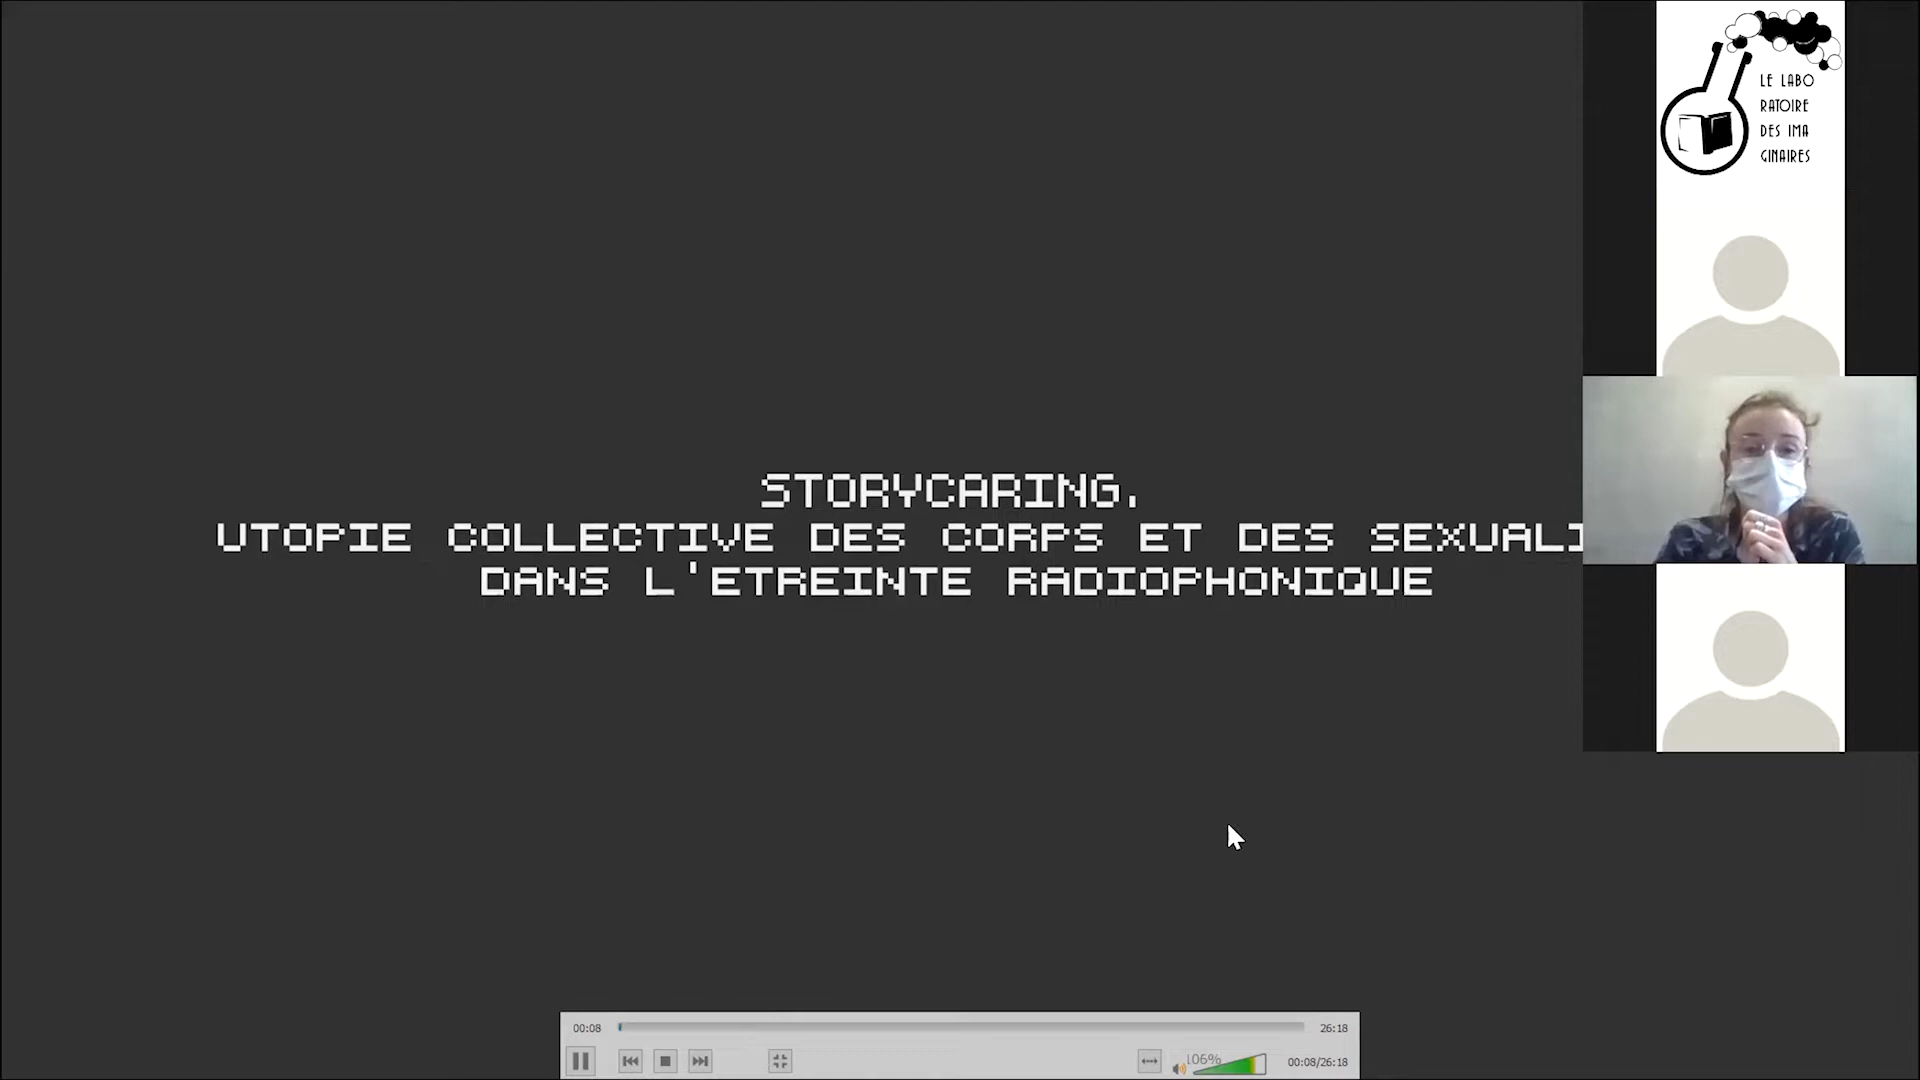 LE LABO
RATOIRE
DES IMA
GINAIRES
STORYCARING.
UTOPIE COLLECTIVE DES CORPS ET DES SEXUALI
DANS L'ETREINTE RADIOPHONIQUE
00:08
26:18
106%
00:08/26:18